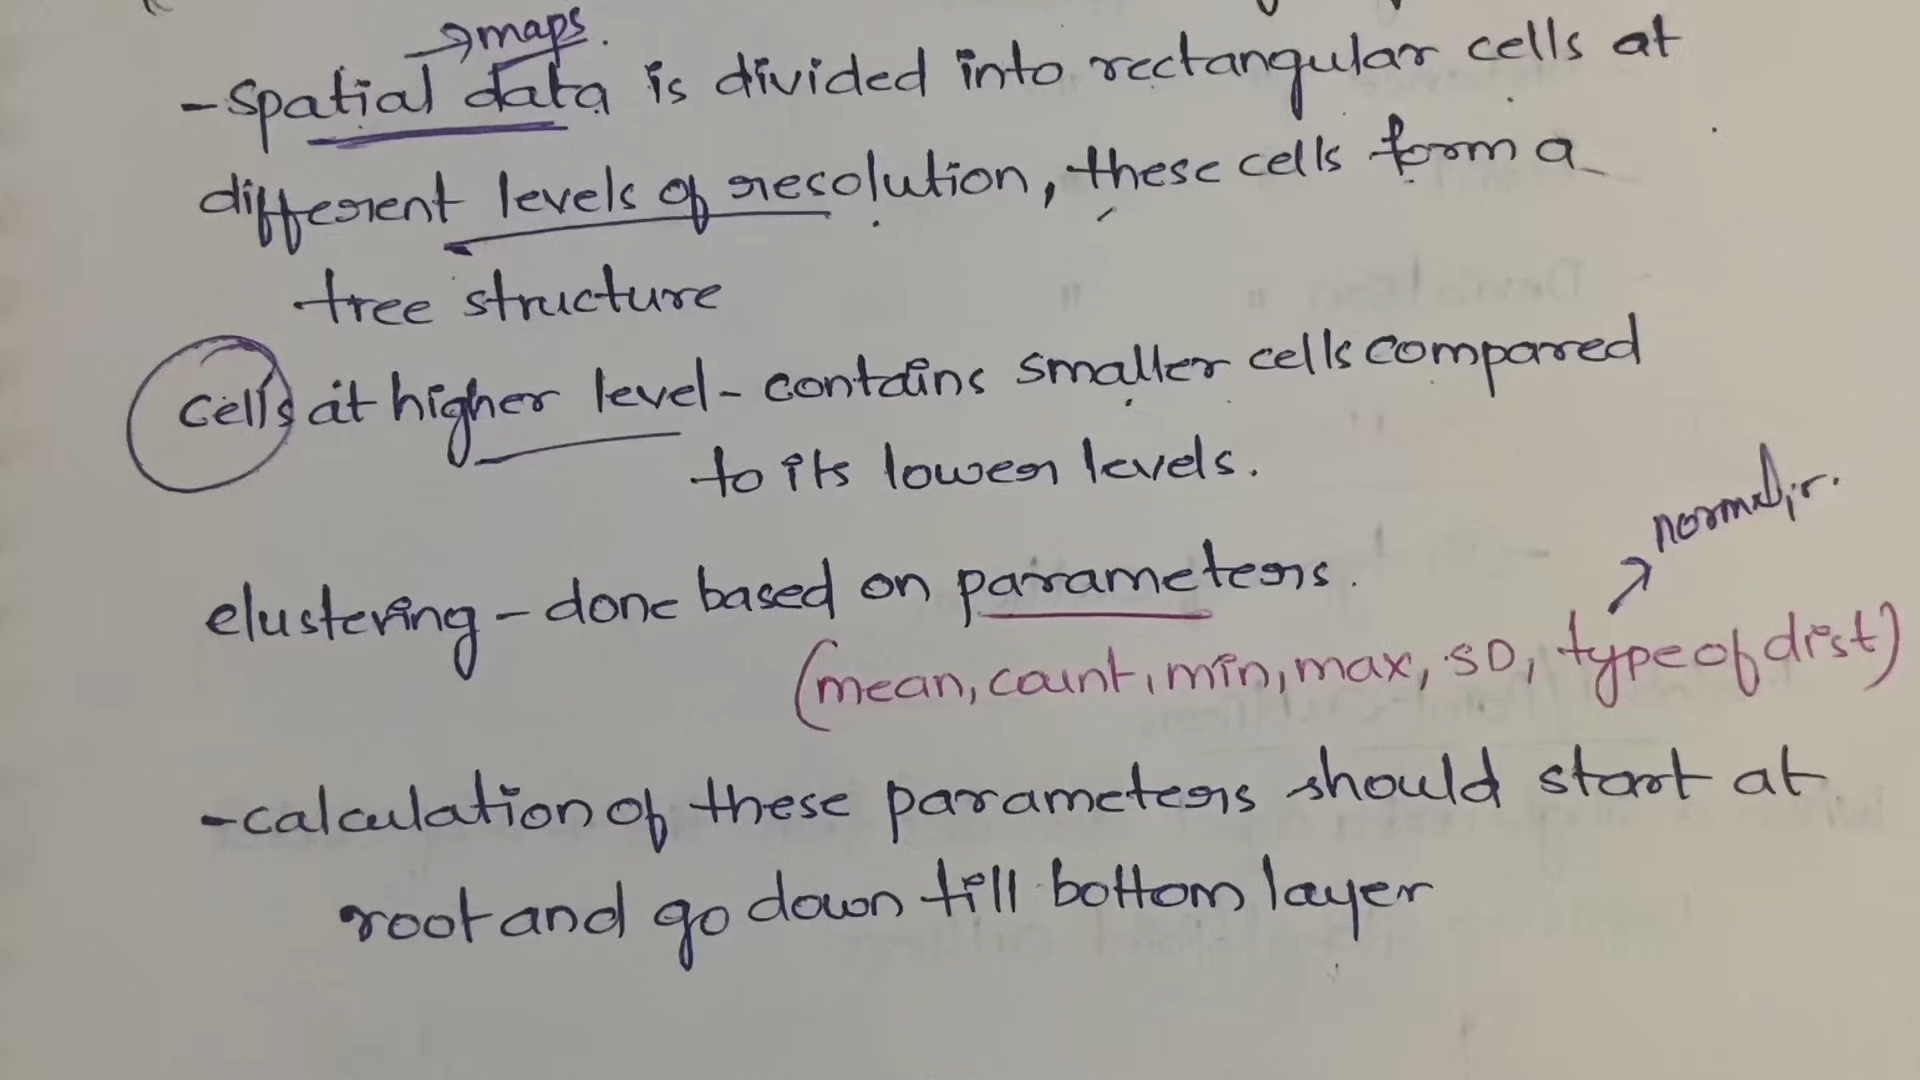 → maps.
- spatial data is divided into rectangular cells at
different levels of resolution, these cells form a
tree structure
cells at higher level - contains smaller cells compared
to its lower levels.
normal,
clustering - done based on parameters.
(mean, count, min, max, SD, type of dist)
- calculation of these parameters should start at
root and go down till bottom layer